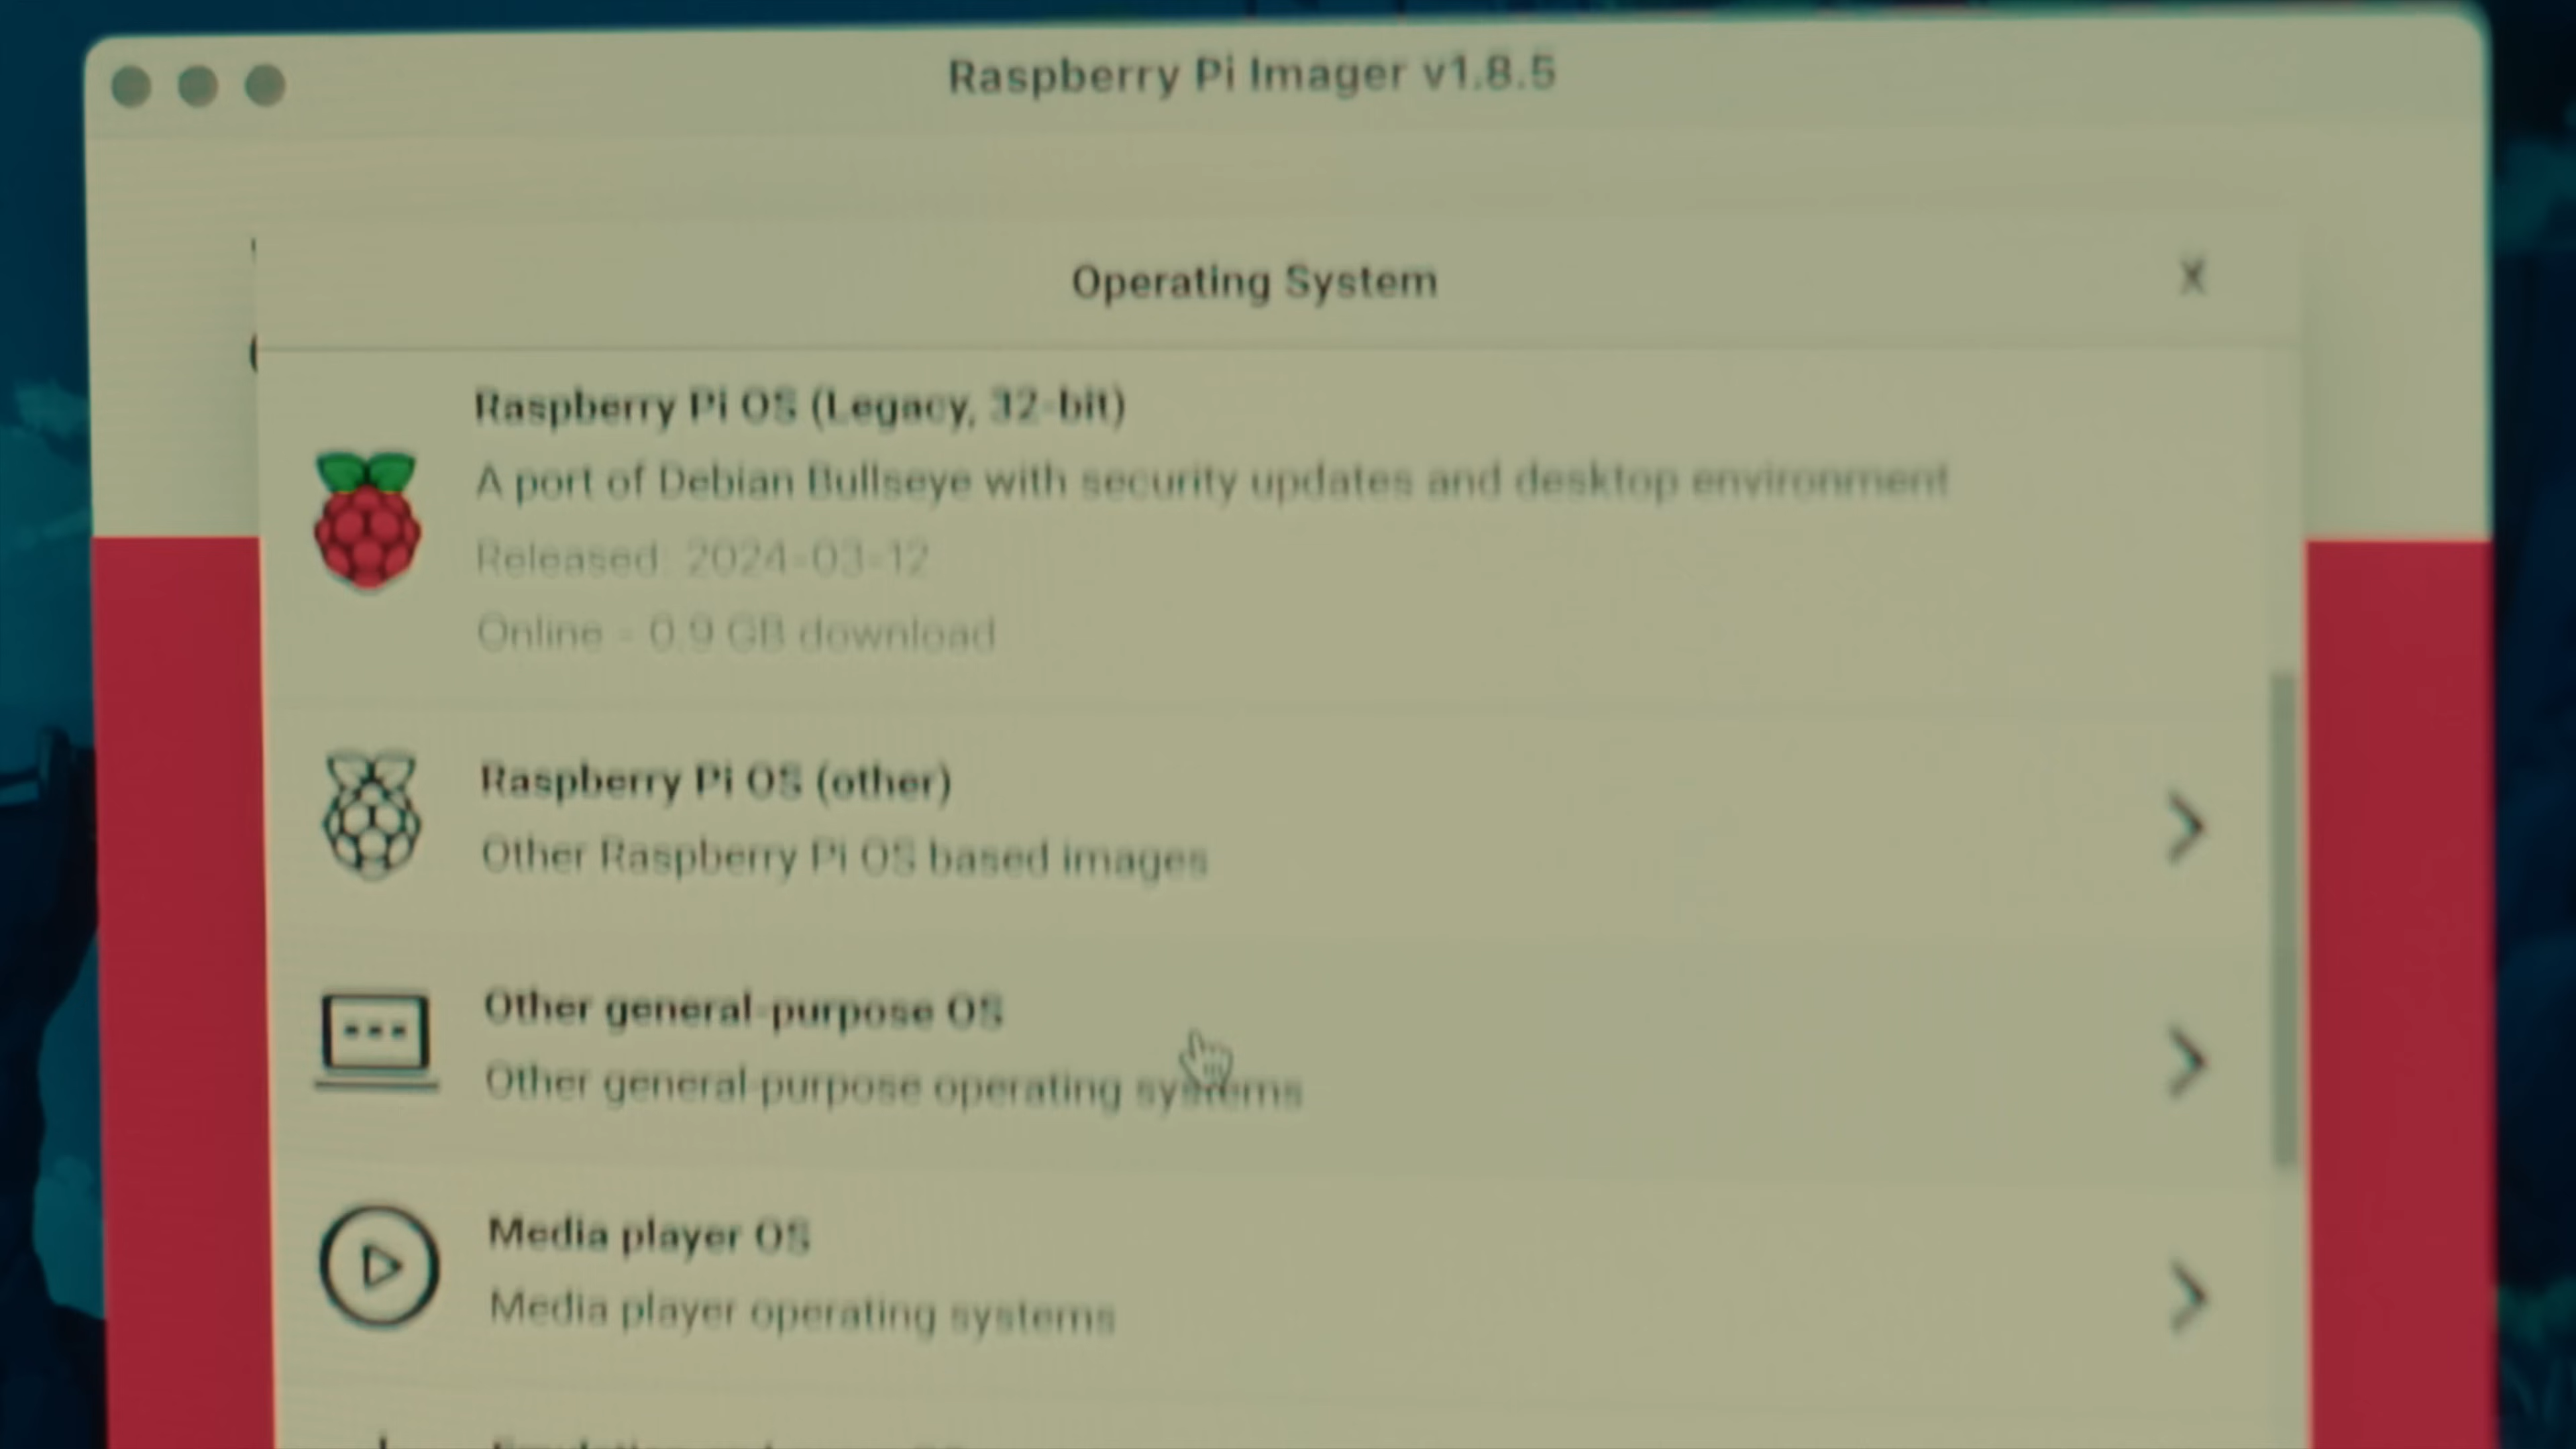 Raspberry Pi Imager v1.8.5
Operating System
X
Raspberry Pi OS (Legacy, 32-bit)
A port of Debian Bullseye with security updates and desktop environment
Released: 2024-03-12
Online - 0.9 GB download
Raspberry Pi OS (other)
Other Raspberry Pi OS based images
Other general-purpose OS
Other general-purpose operating systems
Media player OS
Media player operating systems